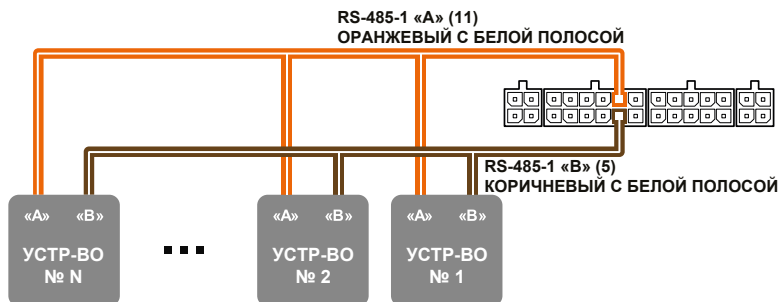 RS-485-1 «А» (11)
ОРАНЖЕВЫЙ С БЕЛОЙ ПОЛОСОЙ
RS-485-1 «В» (5)
КОРИЧНЕВЫЙ С БЕЛОЙ ПОЛОСОЙ
«А» «В»
УСТР-ВО
№ N
...
«А» «В»
УСТР-ВО
№ 2
«А» «В»
УСТР-ВО
№ 1